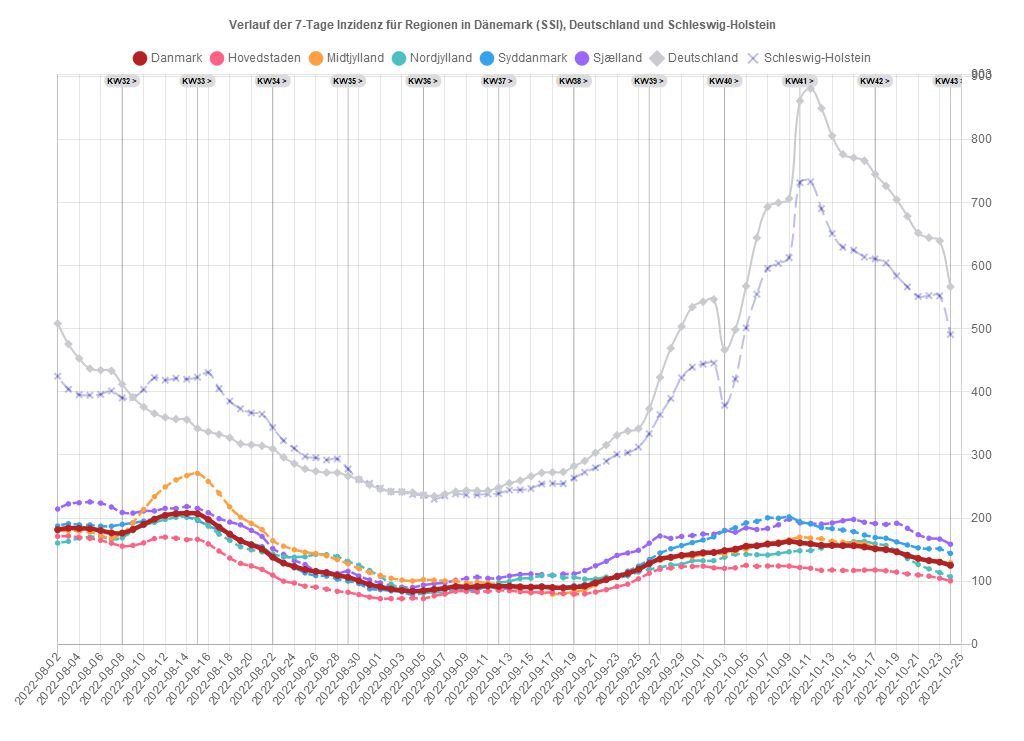 Verlauf der 7-Tage Inzidenz für Regionen in Dänemark (SSI), Deutschland und Schleswig-Holstein
Danmark Hovedstaden Midtjylland Nordjylland Syddanmark Sjælland Deutschland Schleswig-Holstein
KW32 > KW33 > KW34 > KW35 > KW36 > KW37 > KW38 > KW39 > KW40 > KW41 > KW42 > KW43 >
903
900
800
700
600
500
400
300
200
100
0
2022-08-02 2022-08-04 2022-08-06 2022-08-08 2022-08-10 2022-08-12 2022-08-14 2022-08-16 2022-08-18 2022-08-20 2022-08-22 2022-08-24 2022-08-26 2022-08-28 2022-08-30 2022-09-01 2022-09-03 2022-09-05 2022-09-07 2022-09-09 2022-09-11 2022-09-13 2022-09-15 2022-09-17 2022-09-19 2022-09-21 2022-09-23 2022-09-25 2022-09-27 2022-09-29 2022-10-01 2022-10-03 2022-10-05 2022-10-07 2022-10-09 2022-10-11 2022-10-13 2022-10-15 2022-10-17 2022-10-19 2022-10-21 2022-10-23 2022-10-25